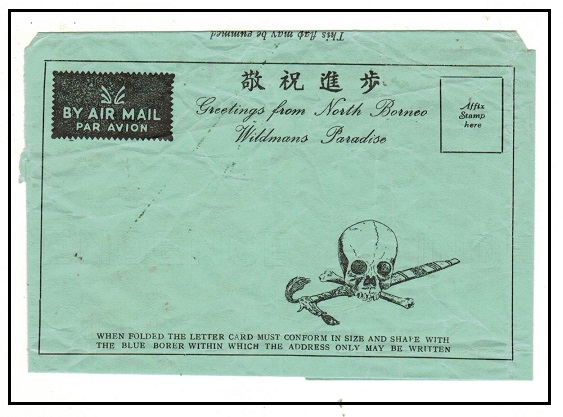 This flap may be gummed
敬祝進步
BY AIR MAIL
PAR AVION
Greetings from North Borneo
Wildmans Paradise
Affix
Stamp
here
WHEN FOLDED THE LETTER CARD MUST CONFORM IN SIZE AND SHAPE WITH
THE BLUE BORER WITHIN WHICH THE ADDRESS ONLY MAY BE WRITTEN